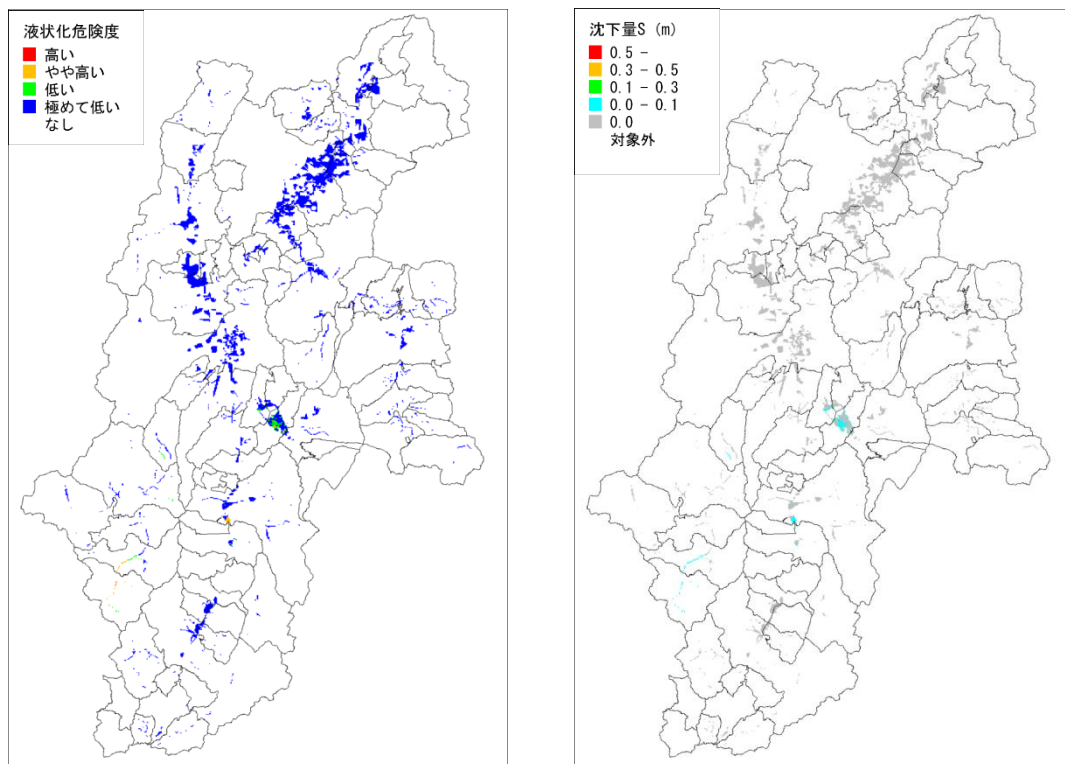 液状化危険度
高い
やや高い
低い
極めて低い
なし
沈下量S (m)
0.5 -
0.3 - 0.5
0.1 - 0.3
0.0 - 0.1
0.0
対象外